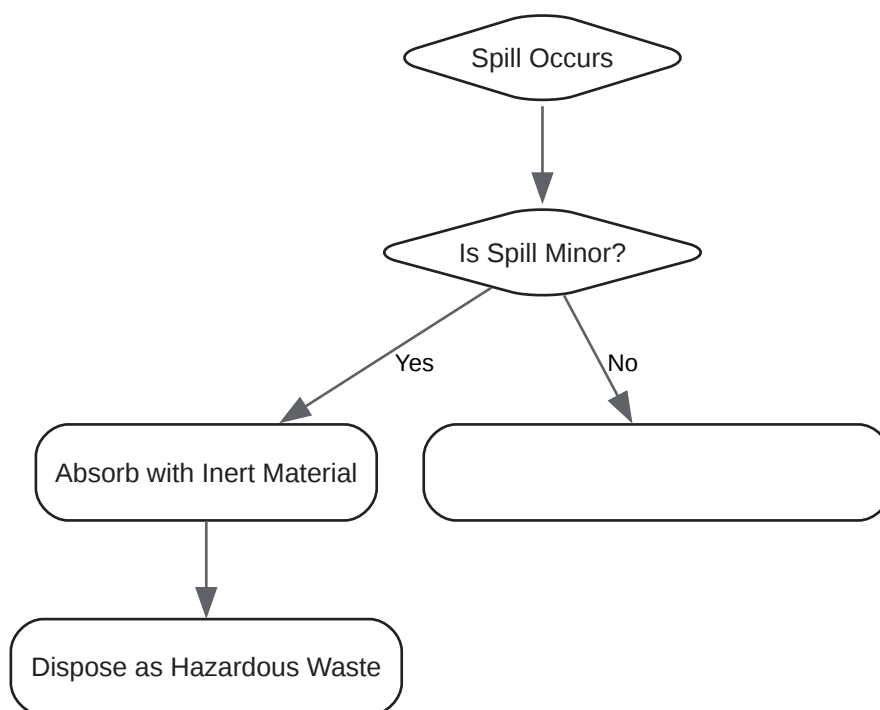 Spill Occurs
Is Spill Minor?
Yes
No
Absorb with Inert Material
Dispose as Hazardous Waste